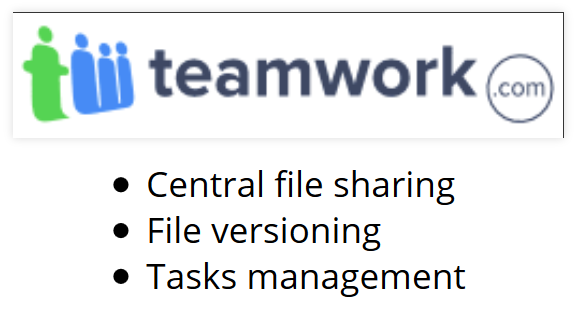 teamwork.com
• Central file sharing
• File versioning
• Tasks management